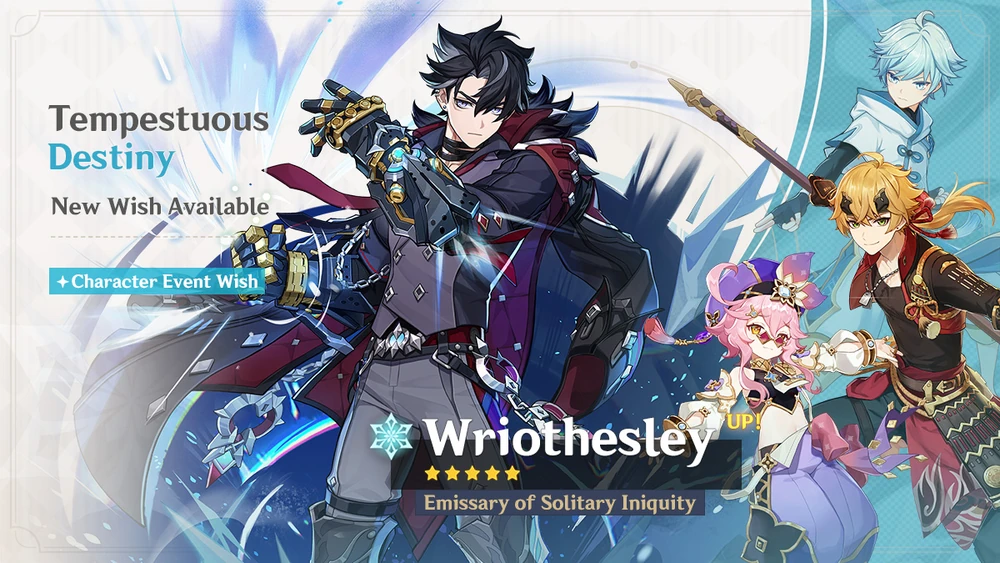 Tempestuous
Destiny
New Wish Available
Character Event Wish
UP!
Wriothesley
Emissary of Solitary Iniquity